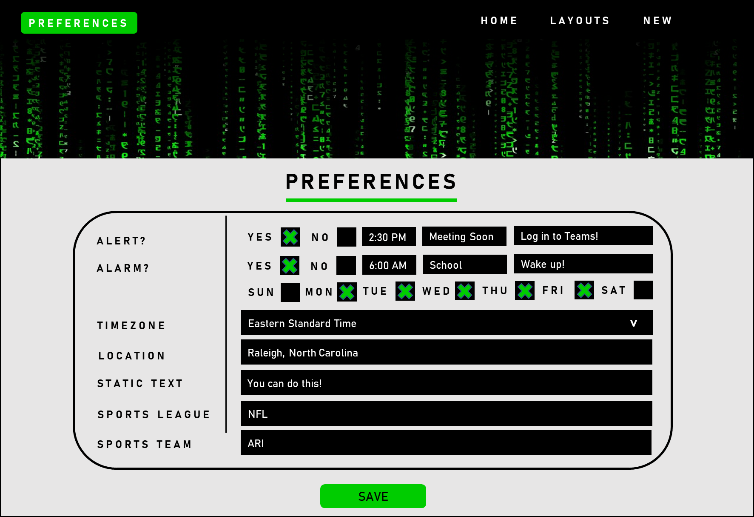 PREFERENCES HOME LAYOUTS NEW
PREFERENCES
ALERT? YES NO 2:30 PM Meeting Soon Log in to Teams!
ALARM? YES NO 6:00 AM School Wake up!
SUN MON TUE WED THU FRI SAT
TIMEZONE Eastern Standard Time V
LOCATION Raleigh, North Carolina
STATIC TEXT You can do this!
SPORTS LEAGUE NFL
SPORTS TEAM ARI
SAVE